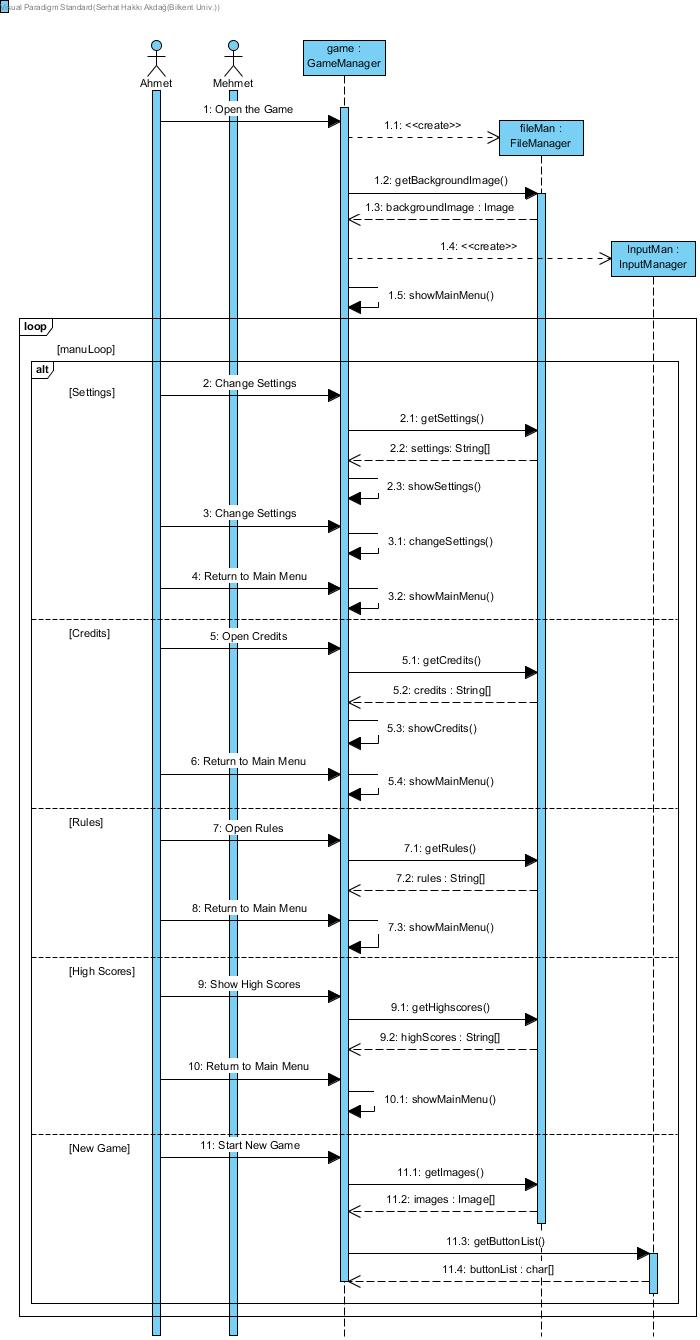 Visual Paradigm Standard(Serhat Hakkı Akdağ(Bilkent Univ.))
Ahmet
Mehmet
game :
GameManager
1: Open the Game
1.1: <<create>>
fileMan :
FileManager
1.2: getBackgroundImage()
1.3: backgroundImage : Image
1.4: <<create>>
InputMan :
InputManager
1.5: showMainMenu()
loop
[manuLoop]
alt
[Settings]
2: Change Settings
2.1: getSettings()
2.2: settings: String[]
2.3: showSettings()
3: Change Settings
3.1: changeSettings()
4: Return to Main Menu
3.2: showMainMenu()
[Credits]
5: Open Credits
5.1: getCredits()
5.2: credits : String[]
5.3: showCredits()
6: Return to Main Menu
5.4: showMainMenu()
[Rules]
7: Open Rules
7.1: getRules()
7.2: rules : String[]
8: Return to Main Menu
7.3: showMainMenu()
[High Scores]
9: Show High Scores
9.1: getHighscores()
9.2: highScores : String[]
10: Return to Main Menu
10.1: showMainMenu()
[New Game]
11: Start New Game
11.1: getImages()
11.2: images : Image[]
11.3: getButtonList()
11.4: buttonList : char[]